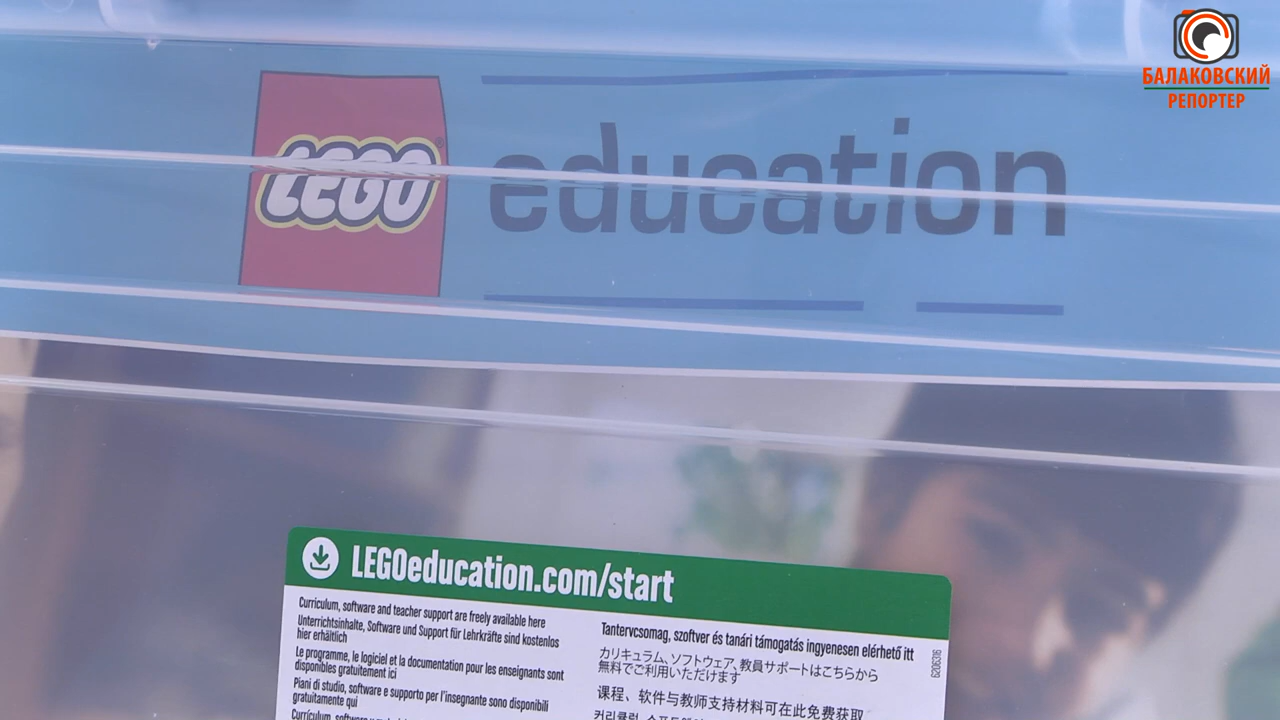 БАЛАКОВСКИЙ
РЕПОРТЕР
LEGO®
education
LEGOeducation.com/start
Curriculum, software and teacher support are freely available here
Unterrichtsinhalte, Software und Support für Lehrkräfte sind kostenlos
hier erhältlich
Le programme, le logiciel et la documentation pour les enseignants sont
disponibles gratuitement ici
Piani di studio, software e supporto per l'insegnante sono disponibili
gratuitamente qui
Currículum, software
Tantervcsomag, szoftver és tanári támogatás ingyenesen elérhető itt
カリキュラム、ソフトウェア、教員サポートはこちらから
無料でご利用いただけます
课程、软件与教师支持材料可在此免费获取